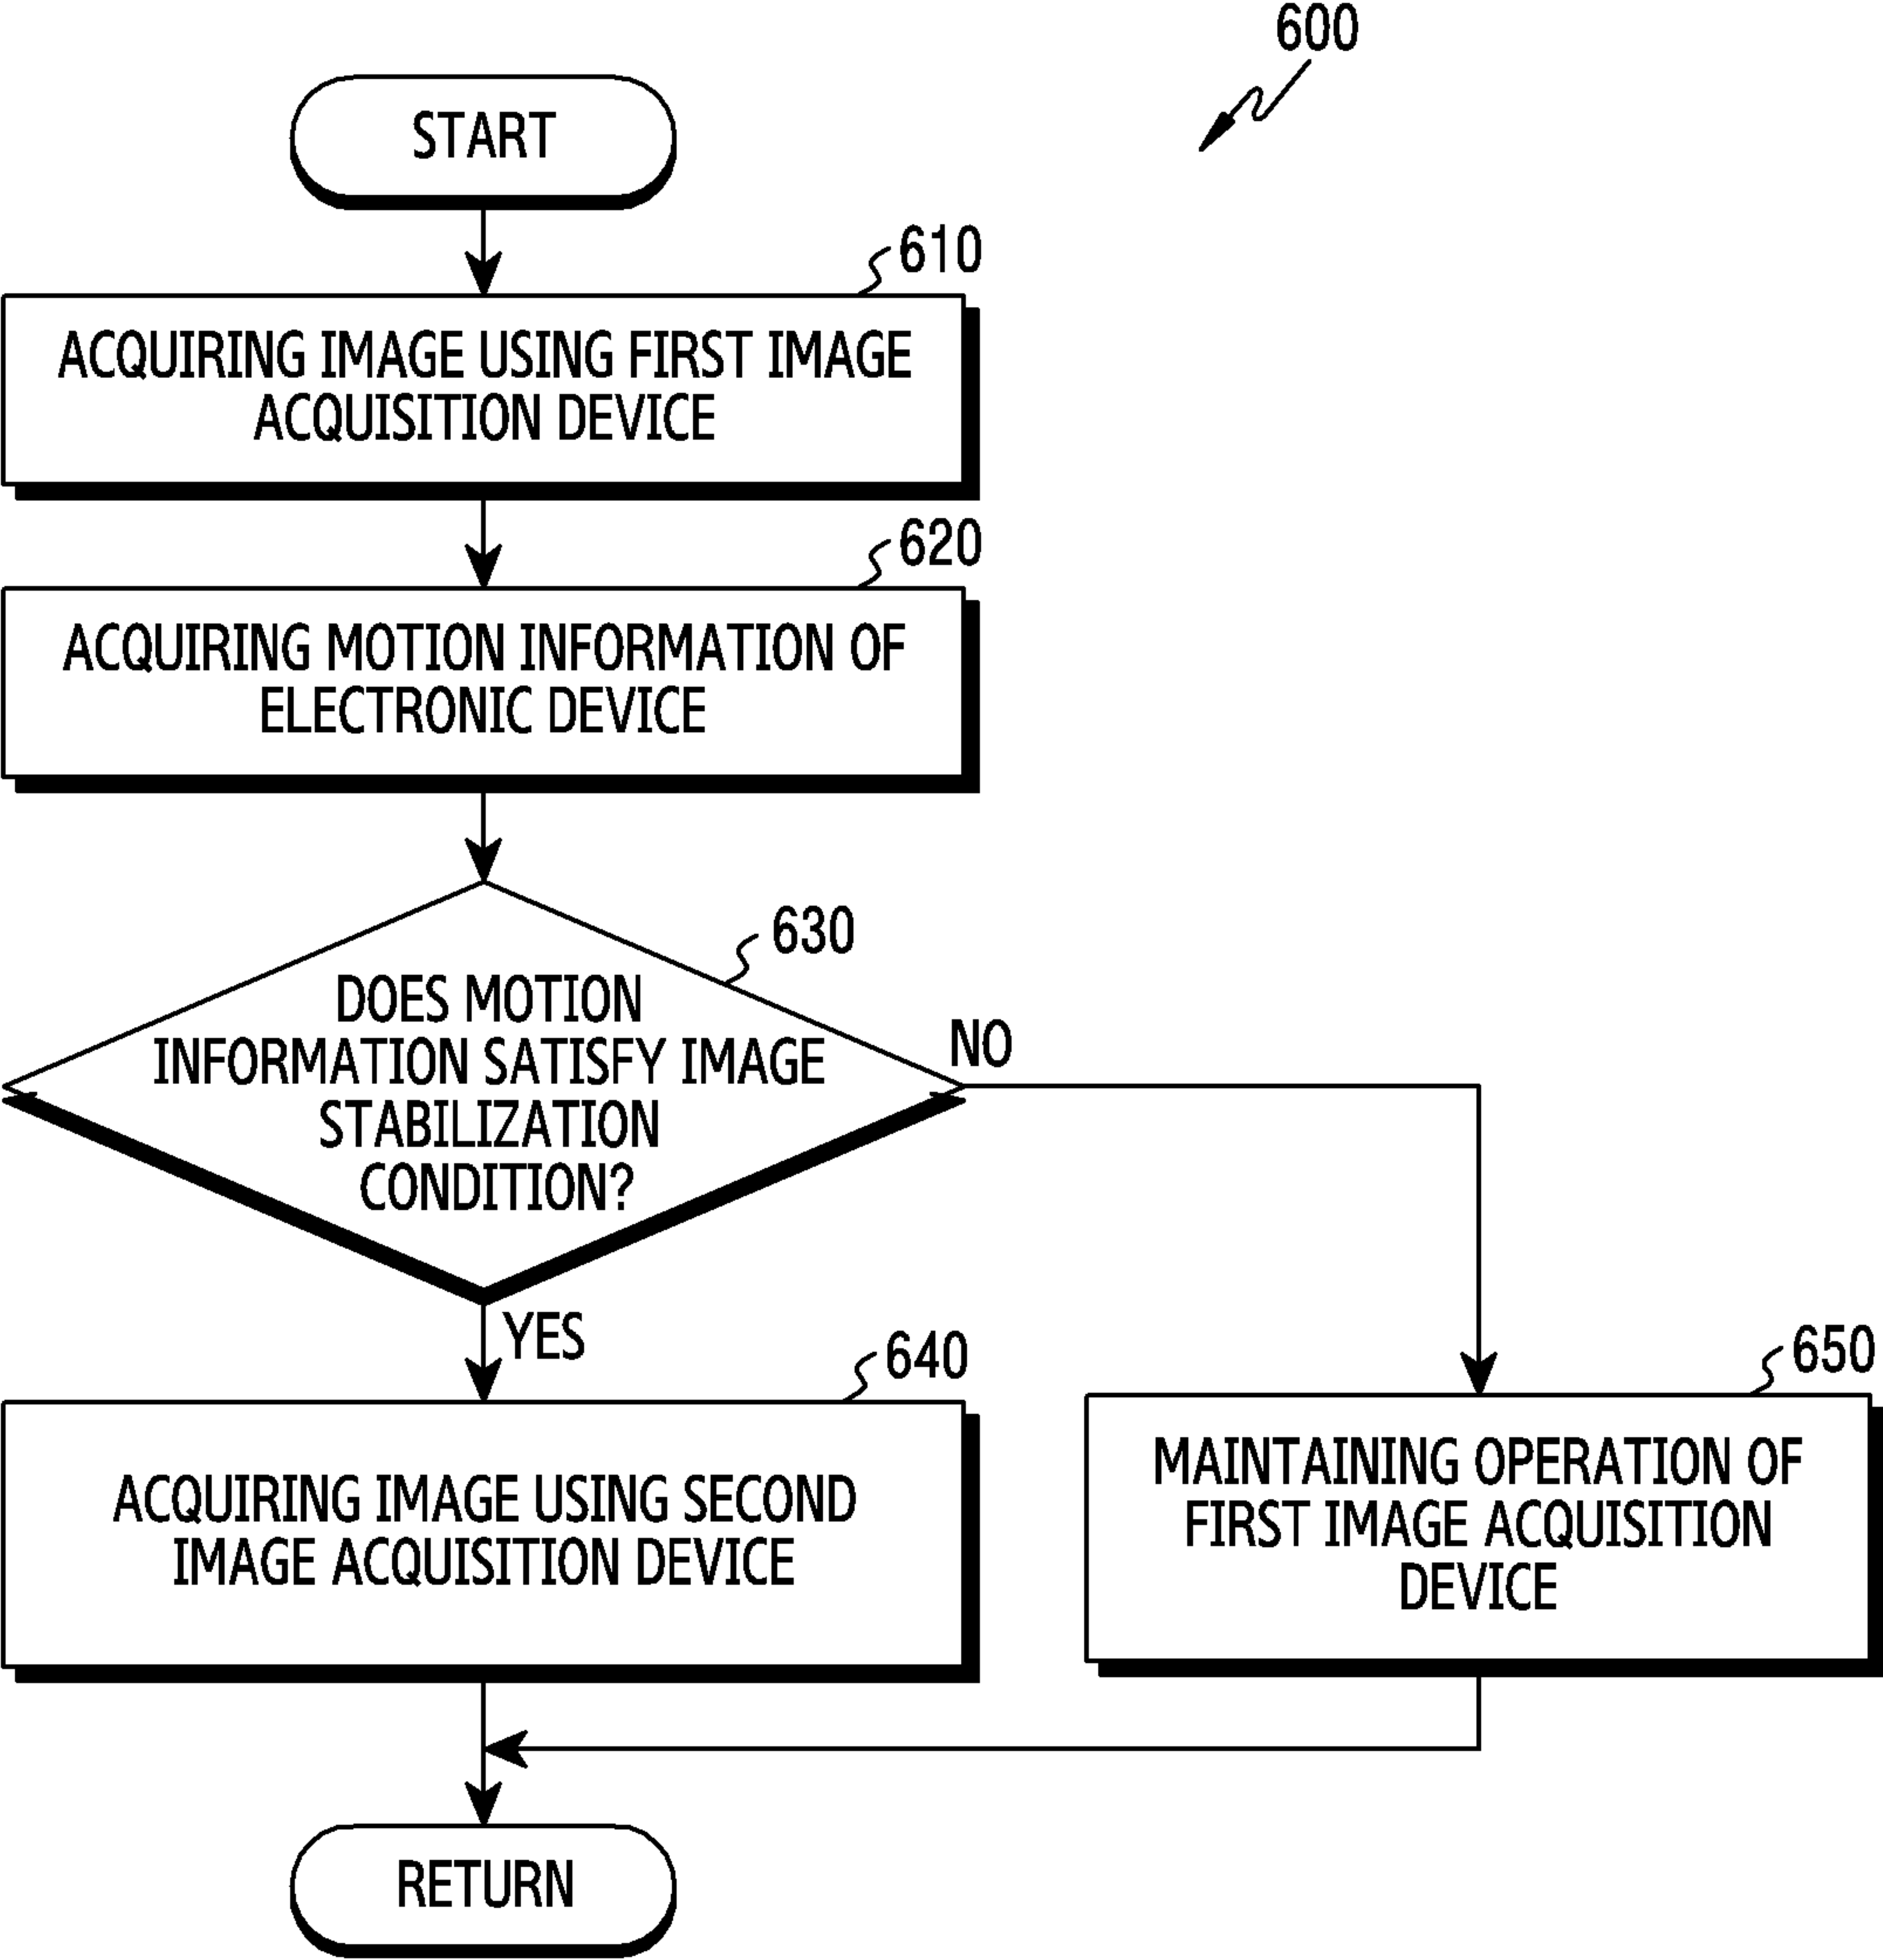 600
START
610
ACQUIRING IMAGE USING FIRST IMAGE
ACQUISITION DEVICE
620
ACQUIRING MOTION INFORMATION OF
ELECTRONIC DEVICE
630
DOES MOTION
INFORMATION SATISFY IMAGE
STABILIZATION
CONDITION?
NO
YES
640
ACQUIRING IMAGE USING SECOND
IMAGE ACQUISITION DEVICE
650
MAINTAINING OPERATION OF
FIRST IMAGE ACQUISITION
DEVICE
RETURN